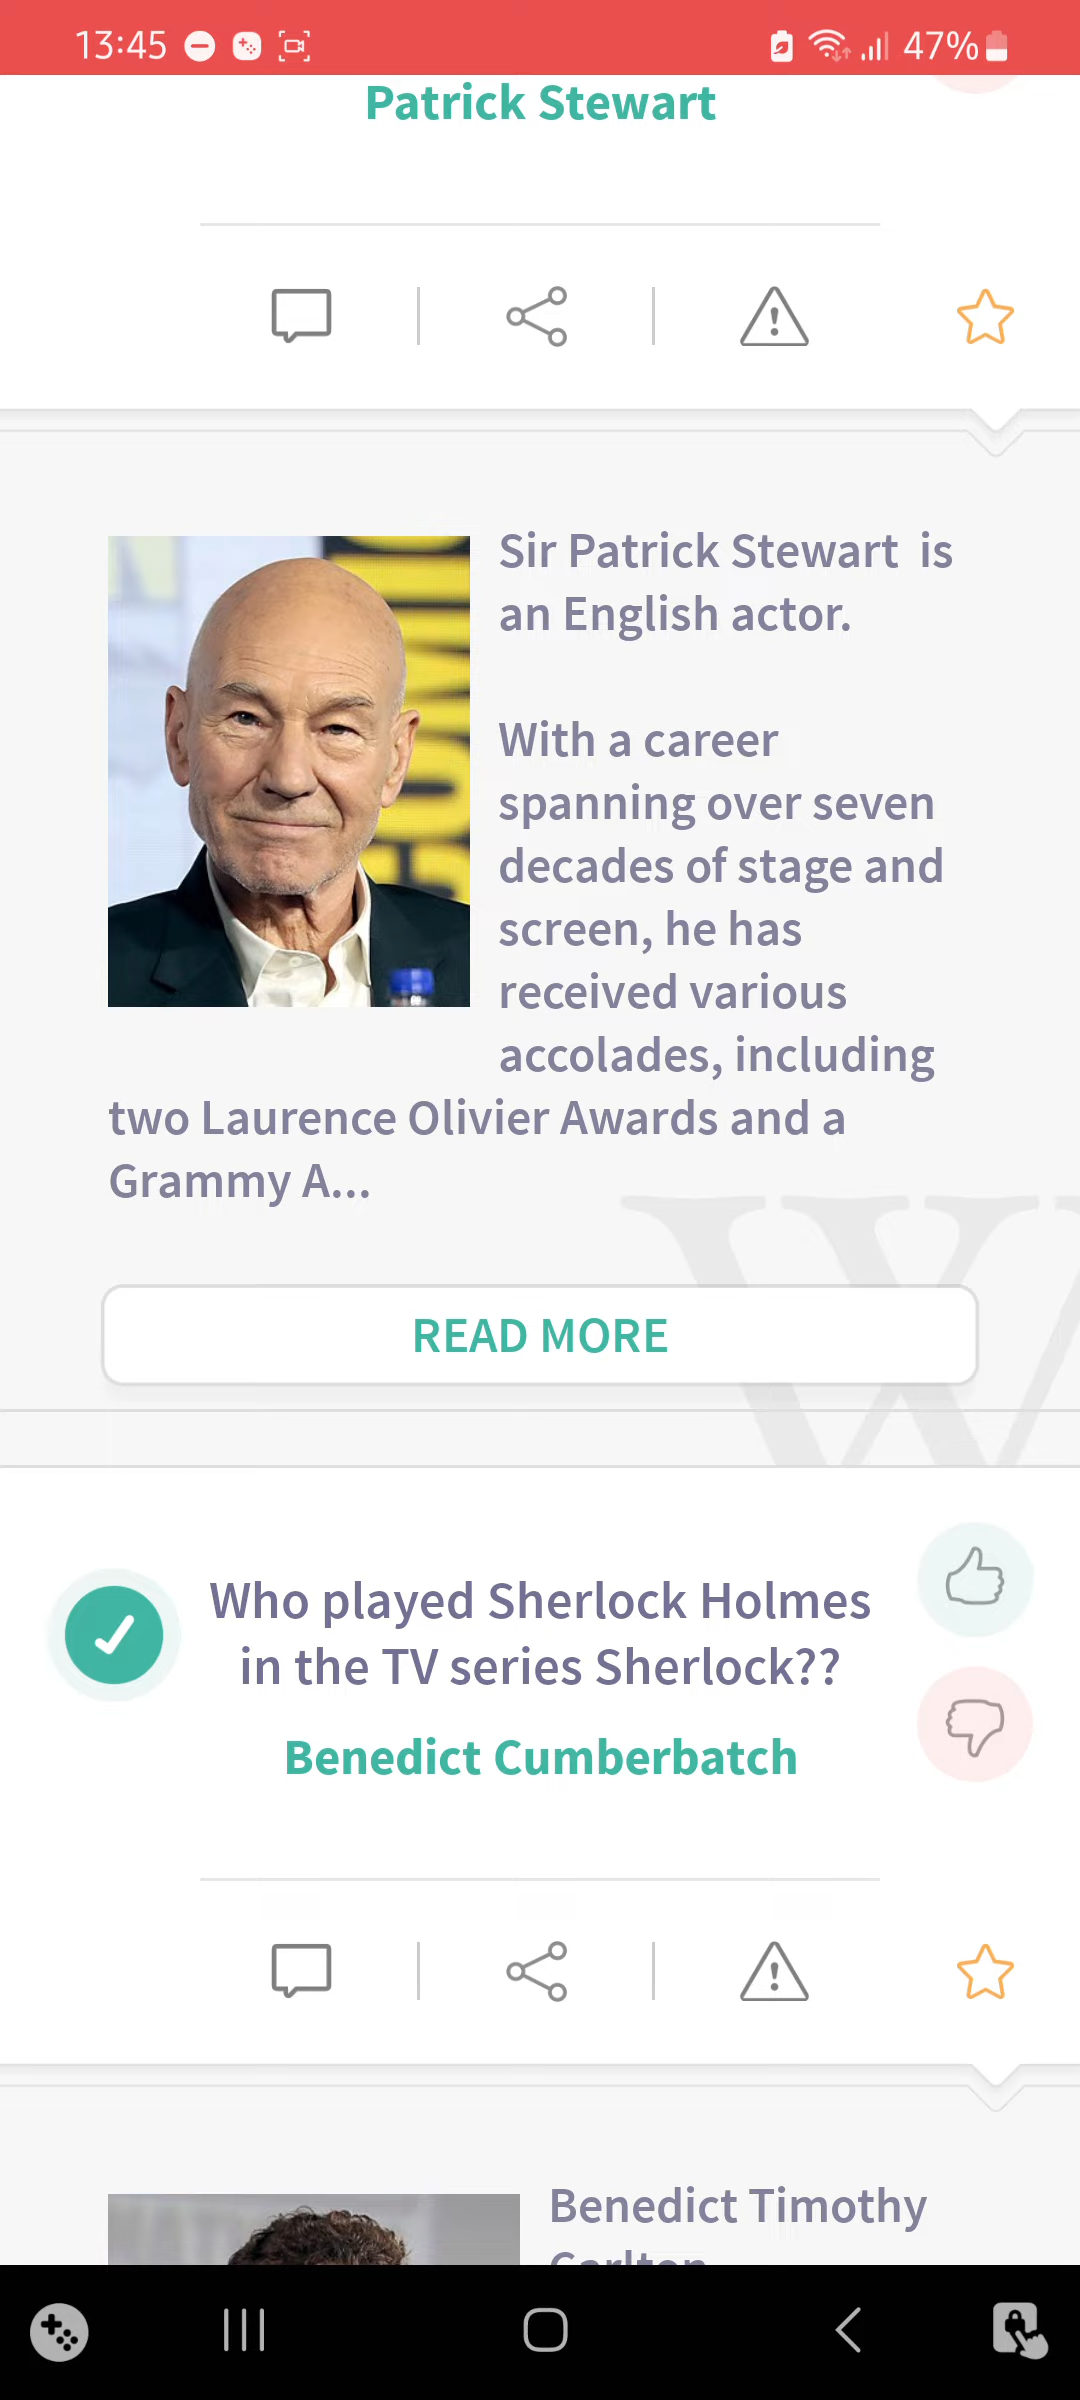 13:45
47%
Patrick Stewart
Sir Patrick Stewart is
an English actor.
With a career
spanning over seven
decades of stage and
screen, he has
received various
accolades, including
two Laurence Olivier Awards and a
Grammy A...
W
READ MORE
Who played Sherlock Holmes
in the TV series Sherlock??
Benedict Cumberbatch
Benedict Timothy
Carlton